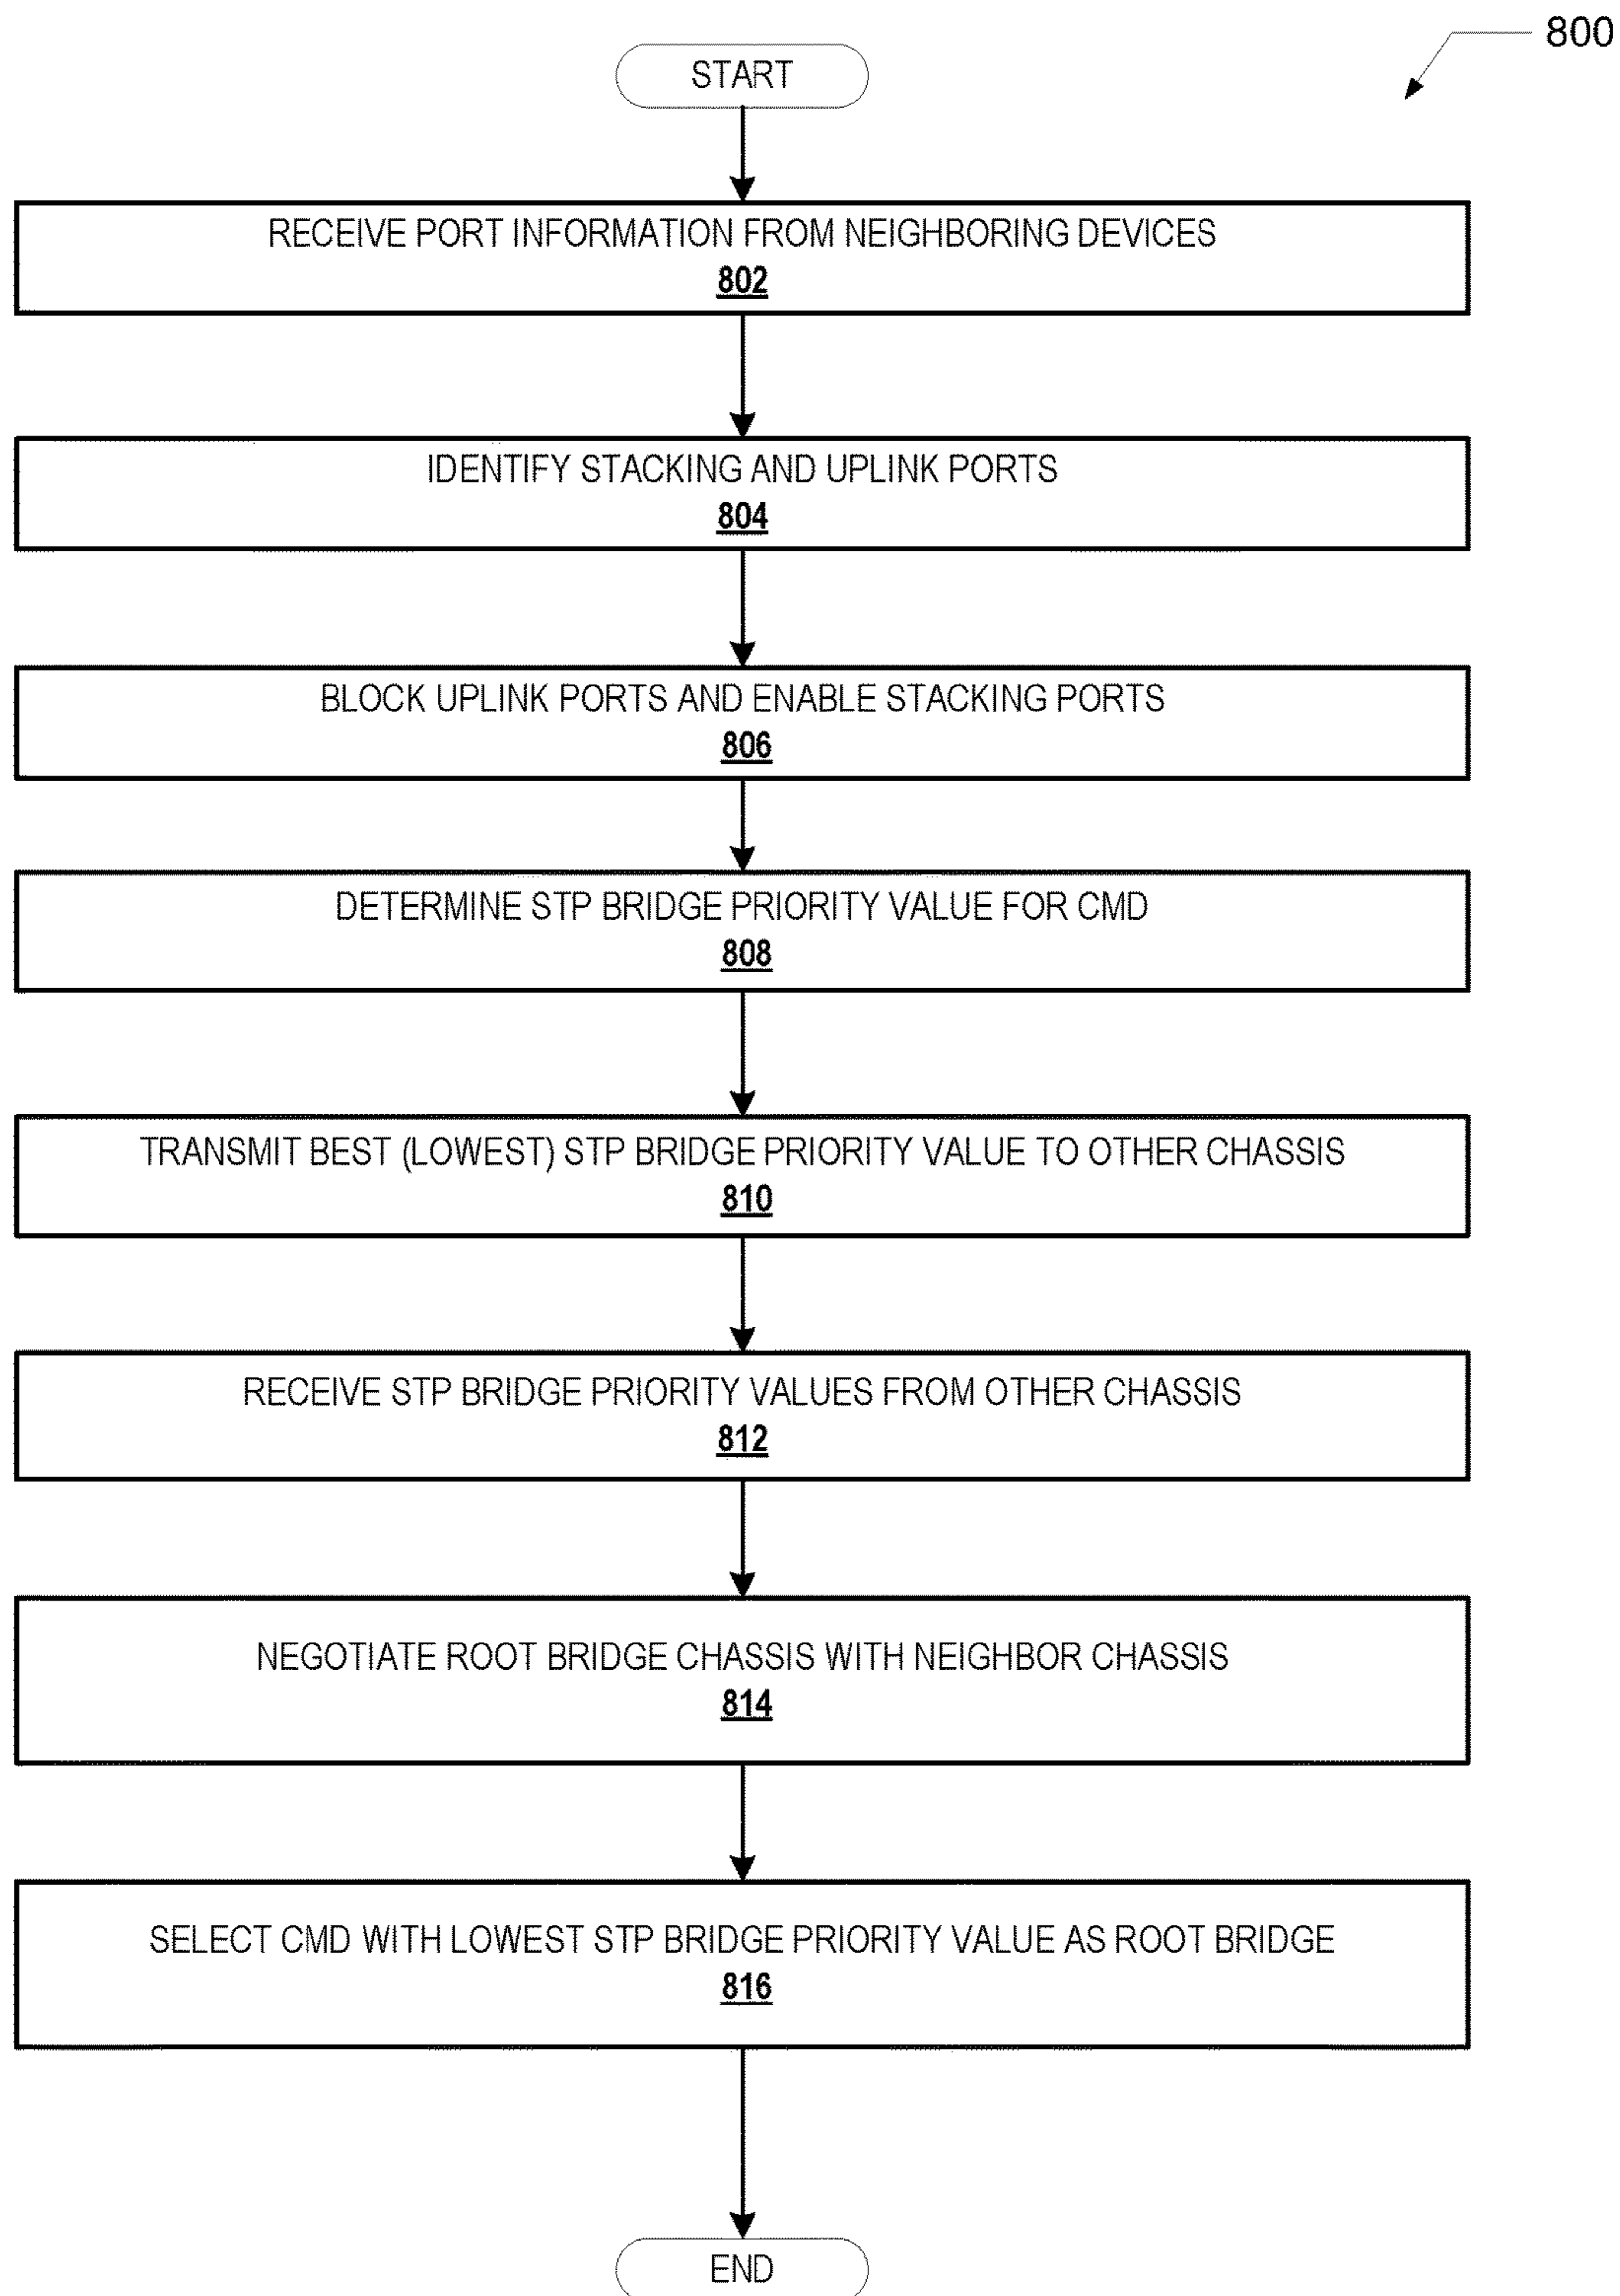 800
START
RECEIVE PORT INFORMATION FROM NEIGHBORING DEVICES
802
IDENTIFY STACKING AND UPLINK PORTS
804
BLOCK UPLINK PORTS AND ENABLE STACKING PORTS
806
DETERMINE STP BRIDGE PRIORITY VALUE FOR CMD
808
TRANSMIT BEST (LOWEST) STP BRIDGE PRIORITY VALUE TO OTHER CHASSIS
810
RECEIVE STP BRIDGE PRIORITY VALUES FROM OTHER CHASSIS
812
NEGOTIATE ROOT BRIDGE CHASSIS WITH NEIGHBOR CHASSIS
814
SELECT CMD WITH LOWEST STP BRIDGE PRIORITY VALUE AS ROOT BRIDGE
816
END